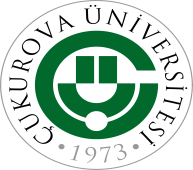 ÇUKUROVA ÜNİVERSİTESİ
• 1973 •